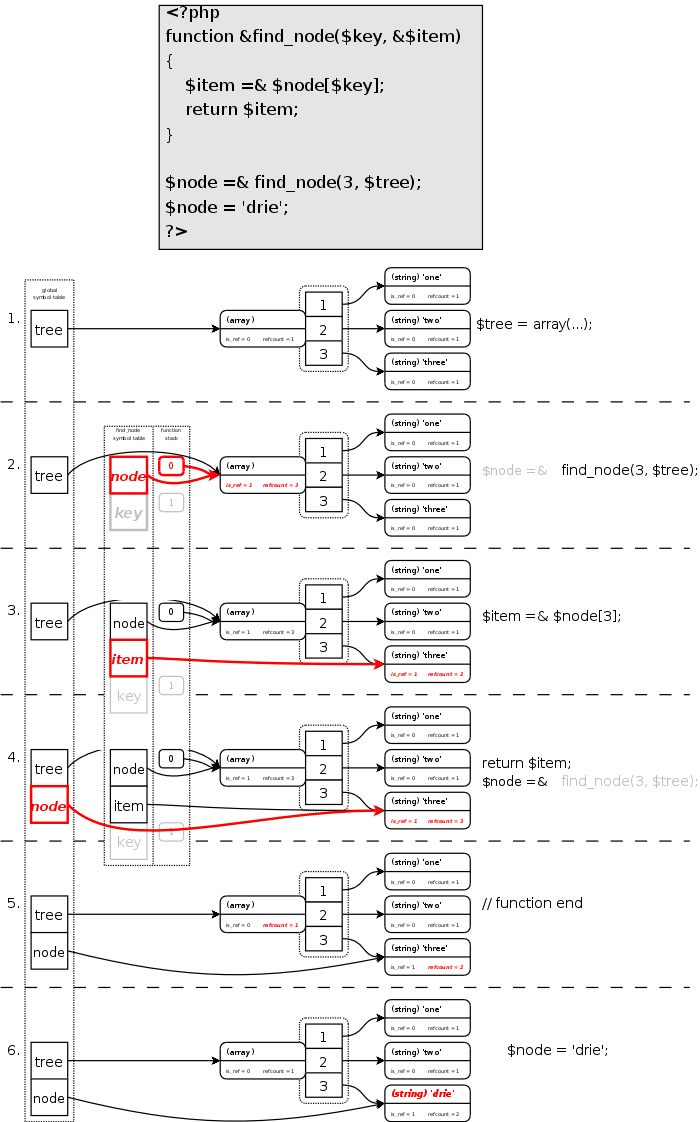 <?php
function &find_node($key, &$item)
{
$item =& $node[$key];
return $item;
}
$node =& find_node(3, $tree);
$node = 'drie';
?>
global
symbol table
1.
tree
(array)
is_ref = 0 refcount = 1
1
2
3
(string) 'one'
is_ref = 0 refcount = 1
(string) 'two'
is_ref = 0 refcount = 1
(string) 'three'
is_ref = 0 refcount = 1
$tree = array(...);
find_node
symbol table
function
stack
2.
tree
node
key
0
1
(array)
is_ref = 1 refcount = 3
1
2
3
(string) 'one'
is_ref = 0 refcount = 1
(string) 'two'
is_ref = 0 refcount = 1
(string) 'three'
is_ref = 0 refcount = 1
$node =& find_node(3, $tree);
3.
tree
node
item
key
0
1
(array)
is_ref = 1 refcount = 3
1
2
3
(string) 'one'
is_ref = 0 refcount = 1
(string) 'two'
is_ref = 0 refcount = 1
(string) 'three'
is_ref = 1 refcount = 2
$item =& $node[3];
4.
tree
node
node
item
key
0
1
(array)
is_ref = 1 refcount = 3
1
2
3
(string) 'one'
is_ref = 0 refcount = 1
(string) 'two'
is_ref = 0 refcount = 1
(string) 'three'
is_ref = 1 refcount = 3
return $item;
$node =& find_node(3, $tree);
5.
tree
node
(array)
is_ref = 0 refcount = 1
1
2
3
(string) 'one'
is_ref = 0 refcount = 1
(string) 'two'
is_ref = 0 refcount = 1
(string) 'three'
is_ref = 1 refcount = 2
// function end
6.
tree
node
(array)
is_ref = 0 refcount = 1
1
2
3
(string) 'one'
is_ref = 0 refcount = 1
(string) 'two'
is_ref = 0 refcount = 1
(string) 'drie'
is_ref = 1 refcount = 2
$node = 'drie';